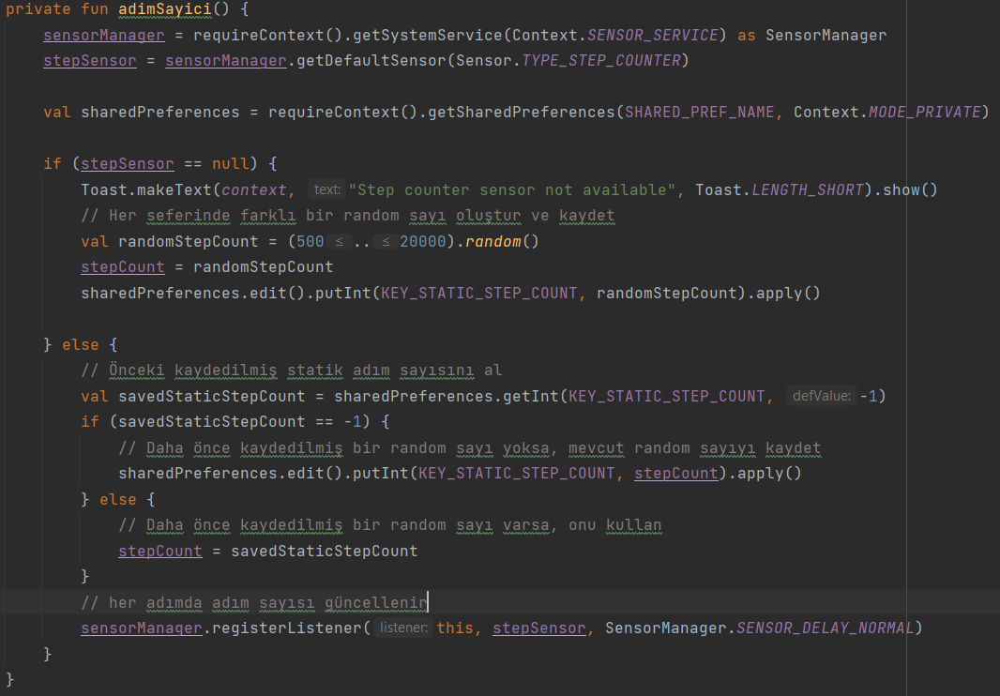 private fun adimSayici() {
sensorManager = requireContext().getSystemService(Context.SENSOR_SERVICE) as SensorManager
stepSensor = sensorManager.getDefaultSensor(Sensor.TYPE_STEP_COUNTER)
val sharedPreferences = requireContext().getSharedPreferences(SHARED_PREF_NAME, Context.MODE_PRIVATE)
if (stepSensor == null) {
Toast.makeText(context, text: "Step counter sensor not available", Toast.LENGTH_SHORT).show()
// Her seferinde farklı bir random sayı oluştur ve kaydet
val randomStepCount = (500 ≤ .. ≤ 20000).random()
stepCount = randomStepCount
sharedPreferences.edit().putInt(KEY_STATIC_STEP_COUNT, randomStepCount).apply()
} else {
// Önceki kaydedilmiş statik adım sayısını al
val savedStaticStepCount = sharedPreferences.getInt(KEY_STATIC_STEP_COUNT, defValue: -1)
if (savedStaticStepCount == -1) {
// Daha önce kaydedilmiş bir random sayı yoksa, mevcut random sayıyı kaydet
sharedPreferences.edit().putInt(KEY_STATIC_STEP_COUNT, stepCount).apply()
} else {
// Daha önce kaydedilmiş bir random sayı varsa, onu kullan
stepCount = savedStaticStepCount
}
// her adımda adım sayısı güncellenir
sensorManager.registerListener( listener: this, stepSensor, SensorManager.SENSOR_DELAY_NORMAL)
}
}